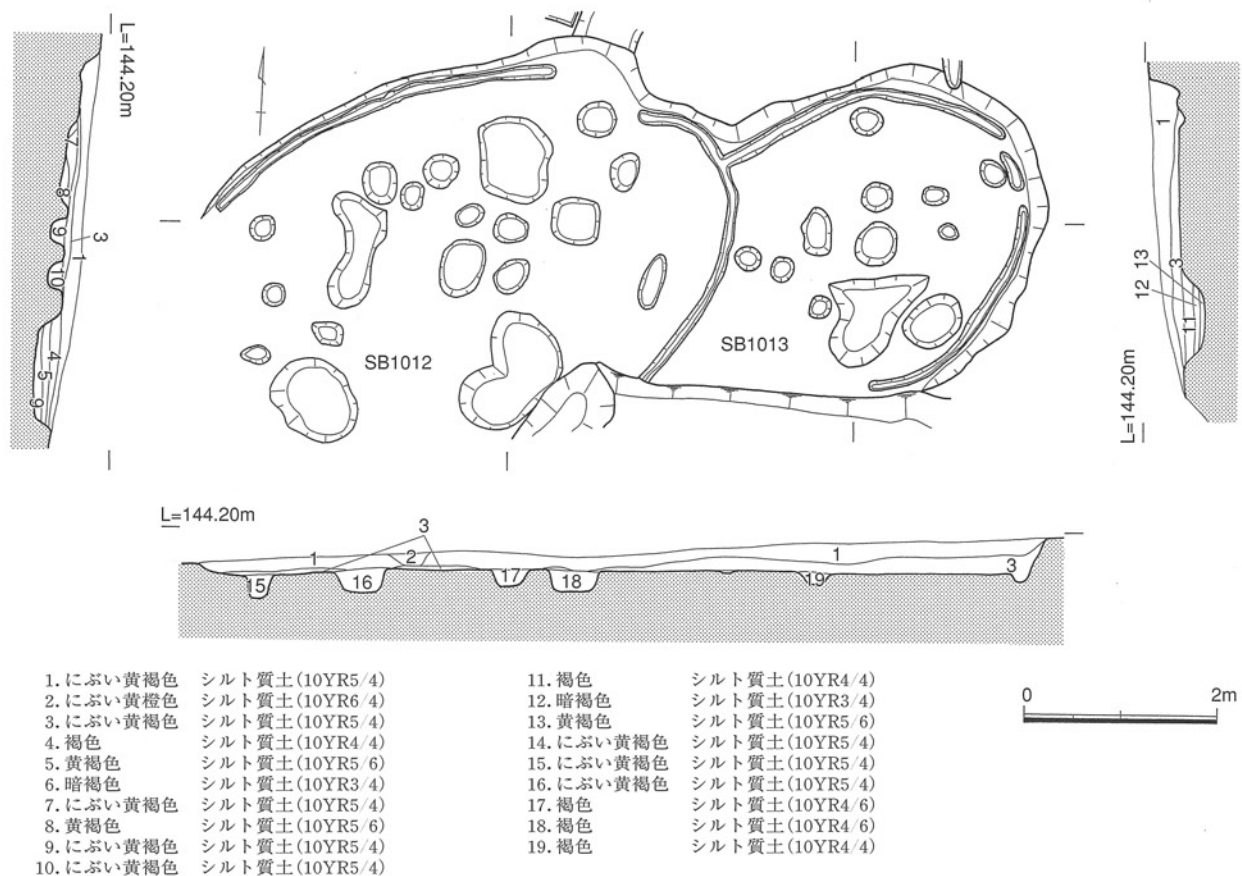 L=144.20m
7
8
9
3
1
10
4
5
9
SB1012
SB1013
1
13
3
12
11
L=144.20m
L=144.20m
3
1
2
1
15
16
17
18
19
3
1.にぶい黄褐色 シルト質土(10YR5/4)
2.にぶい黄橙色 シルト質土(10YR6/4)
3.にぶい黄褐色 シルト質土(10YR5/4)
4.褐色 シルト質土(10YR4/4)
5.黄褐色 シルト質土(10YR5/6)
6.暗褐色 シルト質土(10YR3/4)
7.にぶい黄褐色 シルト質土(10YR5/4)
8.黄褐色 シルト質土(10YR5/6)
9.にぶい黄褐色 シルト質土(10YR5/4)
10.にぶい黄褐色 シルト質土(10YR5/4)
11.褐色 シルト質土(10YR4/4)
12.暗褐色 シルト質土(10YR3/4)
13.黄褐色 シルト質土(10YR5/6)
14.にぶい黄褐色 シルト質土(10YR5/4)
15.にぶい黄褐色 シルト質土(10YR5/4)
16.にぶい黄褐色 シルト質土(10YR5/4)
17.褐色 シルト質土(10YR4/6)
18.褐色 シルト質土(10YR4/6)
19.褐色 シルト質土(10YR4/4)
0 2m